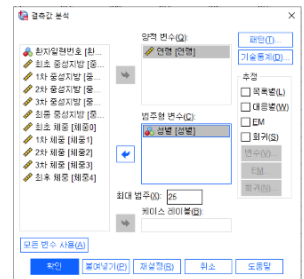 결측값 분석
환자일련번호 [환...
최초 중성지방 [중...
1차 중성지방 [중...
2차 중성지방 [중...
3차 중성지방 [중...
최종 중성지방 [중...
최초 체중 [체중0]
1차 체중 [체중1]
2차 체중 [체중2]
3차 체중 [체중3]
최후 체중 [체중4]
모든 변수 사용(A)
양적 변수(Q):
연령 [연령]
범주형 변수(C):
성별 [성별]
최대 범주(X): 25
케이스 레이블(B):
패턴(T)...
기술통계(D)...
추정
목록별(L)
대응별(W)
EM
회귀(S)
변수(V)...
EM...
회귀(N)...
확인 붙여넣기(P) 재설정(R) 취소 도움말